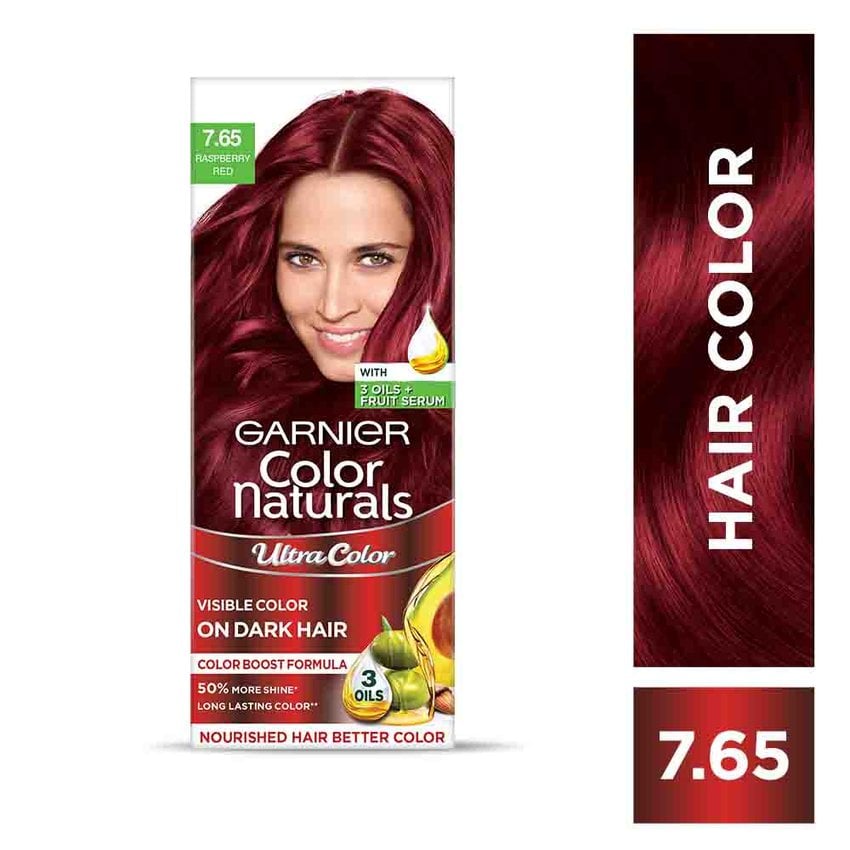 7.65
RASPBERRY
RED
WITH
3 OILS +
FRUIT SERUM
GARNIER
Color
Naturals
Ultra Color
VISIBLE COLOR
ON DARK HAIR
COLOR BOOST FORMULA
50% MORE SHINE*
LONG LASTING COLOR**
3
OILS
NOURISHED HAIR BETTER COLOR
HAIR COLOR
7.65